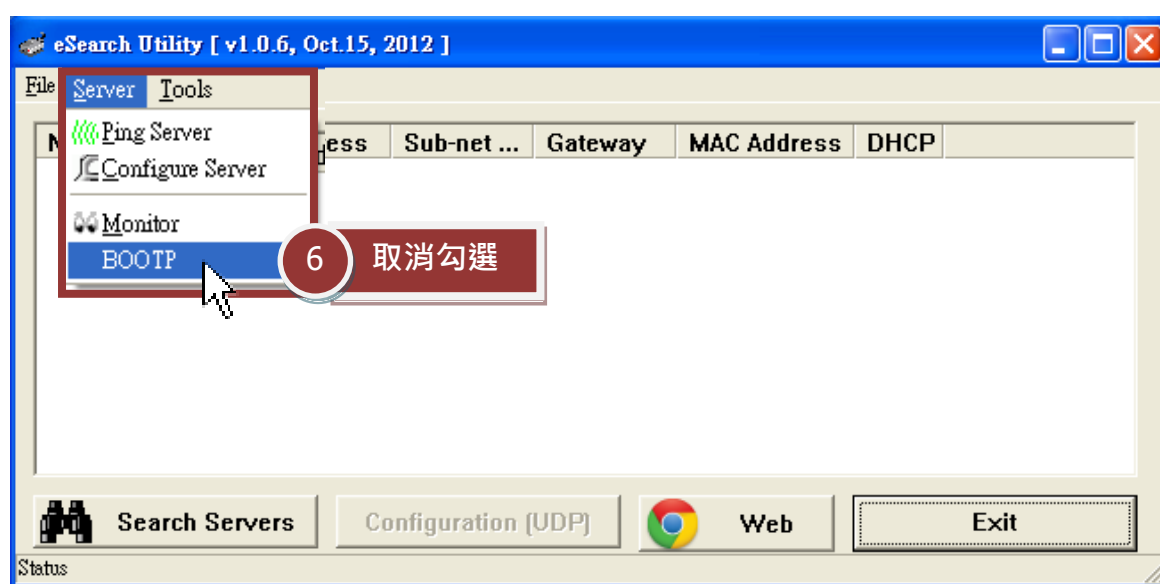 eSearch Utility [ v1.0.6, Oct.15, 2012 ]
File Server Tools
Ping Server
Configure Server
Monitor
BOOTP
N ess Sub-net ... Gateway MAC Address DHCP
6 取消勾選
Search Servers Configuration (UDP) Web Exit
Status